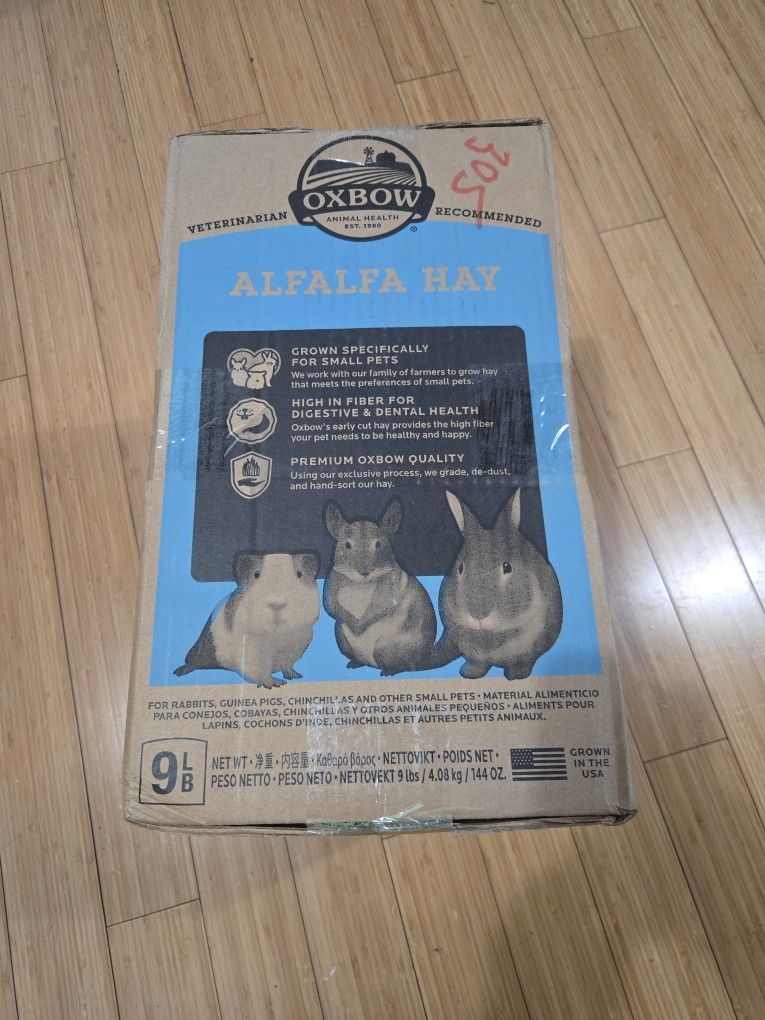 305
OXBOW
ANIMAL HEALTH
EST. 1980
®
VETERINARIAN RECOMMENDED
ALFALFA HAY
GROWN SPECIFICALLY
FOR SMALL PETS
We work with our family of farmers to grow hay
that meets the preferences of small pets.
HIGH IN FIBER FOR
DIGESTIVE & DENTAL HEALTH
Oxbow's early cut hay provides the high fiber
your pet needs to be healthy and happy.
PREMIUM OXBOW QUALITY
Using our exclusive process, we grade, de-dust,
and hand-sort our hay.
FOR RABBITS, GUINEA PIGS, CHINCHILLAS AND OTHER SMALL PETS • MATERIAL ALIMENTICIO
PARA CONEJOS, COBAYAS, CHINCHILLAS Y OTROS ANIMALES PEQUEÑOS • ALIMENTS POUR
LAPINS, COCHONS D'INDE, CHINCHILLAS ET AUTRES PETITS ANIMAUX.
9 LB
NET WT • 净重 • 内容量 • Καθαρό βάρος • NETTOVIKT • POIDS NET •
PESO NETTO • PESO NETO • NETTOVEKT 9 lbs / 4.08 kg / 144 OZ.
GROWN
IN THE
USA